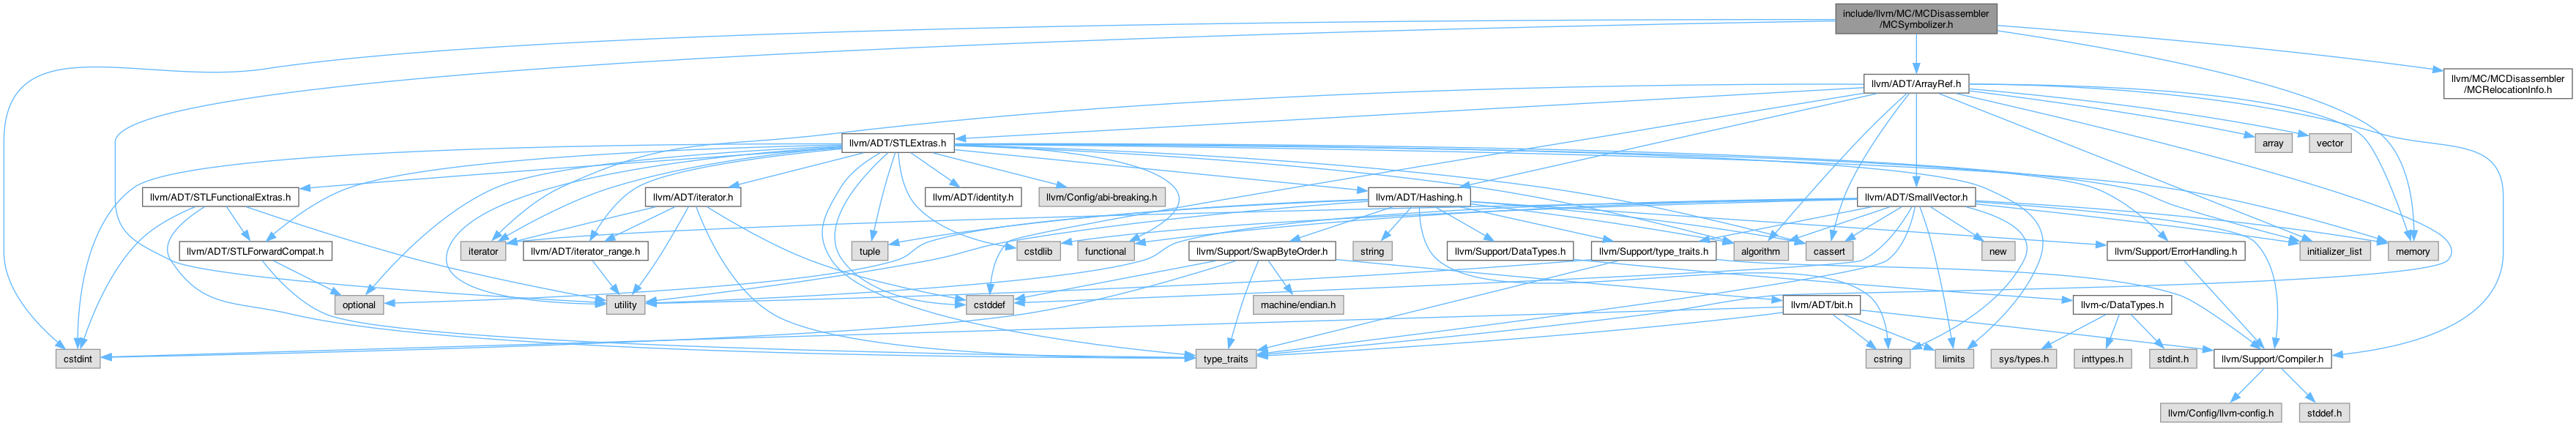 include/llvm/MC/MCDisassembler
/MCSymbolizer.h
llvm/ADT/ArrayRef.h
llvm/MC/MCDisassembler
/MCRelocationInfo.h
llvm/ADT/STLExtras.h
array
vector
llvm/ADT/STLFunctionalExtras.h
llvm/ADT/iterator.h
llvm/ADT/identity.h
llvm/Config/abi-breaking.h
llvm/ADT/Hashing.h
llvm/ADT/SmallVector.h
iterator
llvm/ADT/STLForwardCompat.h
llvm/ADT/iterator_range.h
tuple
cstdlib
functional
llvm/Support/SwapByteOrder.h
string
llvm/Support/DataTypes.h
llvm/Support/type_traits.h
algorithm
cassert
new
llvm/Support/ErrorHandling.h
initializer_list
memory
optional
utility
cstddef
machine/endian.h
llvm/ADT/bit.h
llvm-c/DataTypes.h
cstdint
type_traits
cstring
limits
sys/types.h
inttypes.h
stdint.h
llvm/Support/Compiler.h
llvm/Config/llvm-config.h
stddef.h